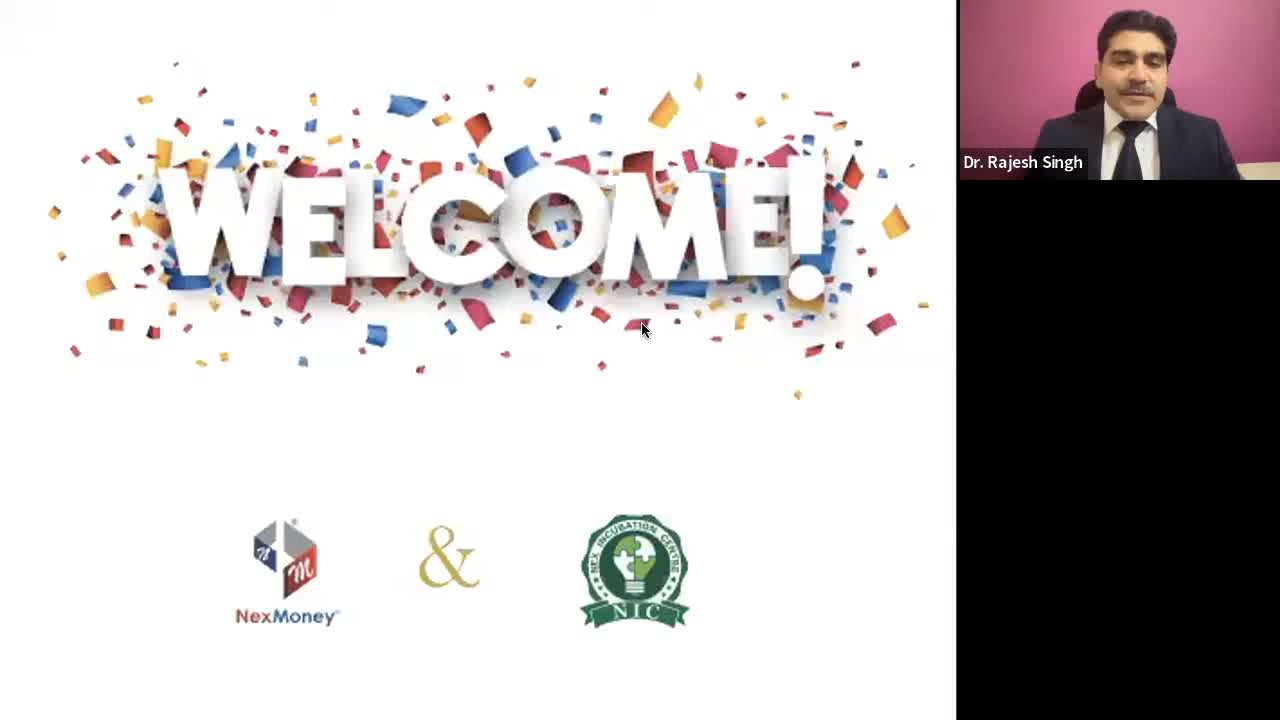 WELCOME!
Dr. Rajesh Singh
n
m
&
NEX INCUBATION CENTRE
NIC
NexMoney